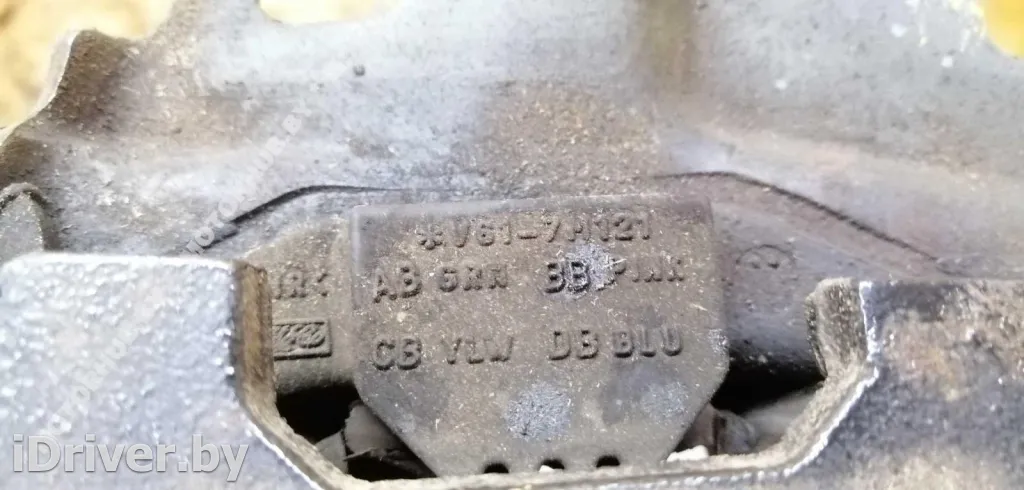 *V61-7M121
AB GRN BB PINK
CB YLW DB BLU
iDriver.by